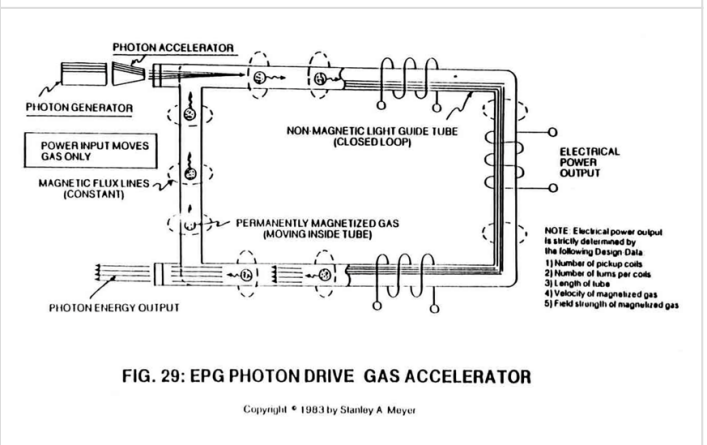 PHOTON ACCELERATOR
PHOTON GENERATOR
POWER INPUT MOVES
GAS ONLY
MAGNETIC FLUX LINES
(CONSTANT)
NON-MAGNETIC LIGHT GUIDE TUBE
(CLOSED LOOP)
ELECTRICAL
POWER
OUTPUT
PERMANENTLY MAGNETIZED GAS
(MOVING INSIDE TUBE)
NOTE: Electrical power output
is strictly determined by
the following Design Data
1) Number of pickup coils
2) Number of turns per coils
3) Length of tube
4) Velocity of magnetized gas
5) Field strength of magnetized gas
PHOTON ENERGY OUTPUT
FIG. 29: EPG PHOTON DRIVE GAS ACCELERATOR
Copyright © 1983 by Stanley A Meyer